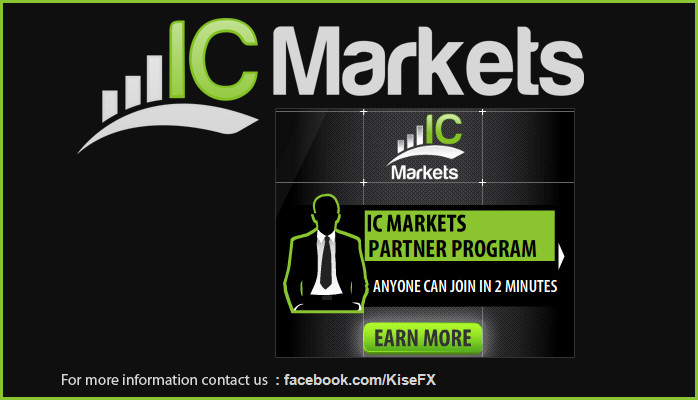 IC Markets
IC
Markets
IC MARKETS
PARTNER PROGRAM
ANYONE CAN JOIN IN 2 MINUTES
EARN MORE
For more information contact us : facebook.com/KiseFX